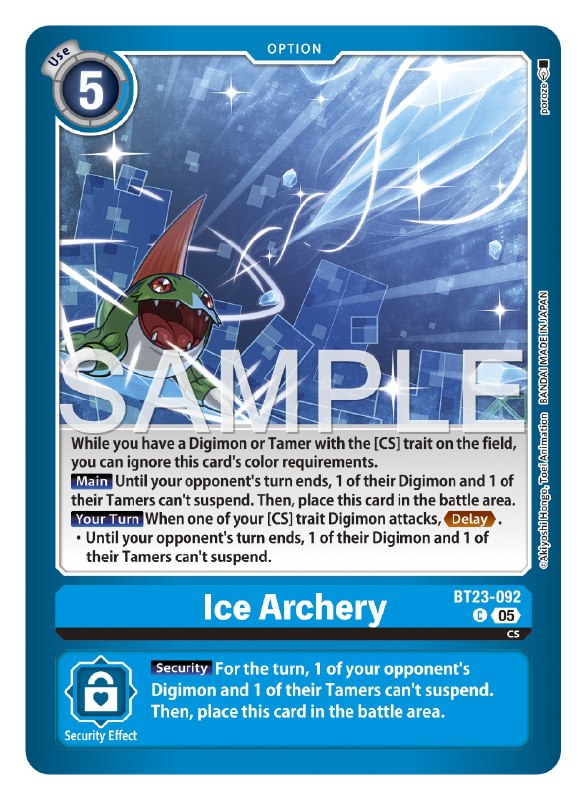 OPTION
Use
5
poroze
SAMPLE
While you have a Digimon or Tamer with the [CS] trait on the field,
you can ignore this card's color requirements.
Main Until your opponent's turn ends, 1 of their Digimon and 1 of
their Tamers can't suspend. Then, place this card in the battle area.
Your Turn When one of your [CS] trait Digimon attacks, Delay.
・Until your opponent's turn ends, 1 of their Digimon and 1 of
their Tamers can't suspend.
©Akiyoshi Hongo, Toei Animation BANDAI MADE IN JAPAN
Ice Archery
BT23-092
C 05
CS
Security For the turn, 1 of your opponent's
Digimon and 1 of their Tamers can't suspend.
Then, place this card in the battle area.
Security Effect